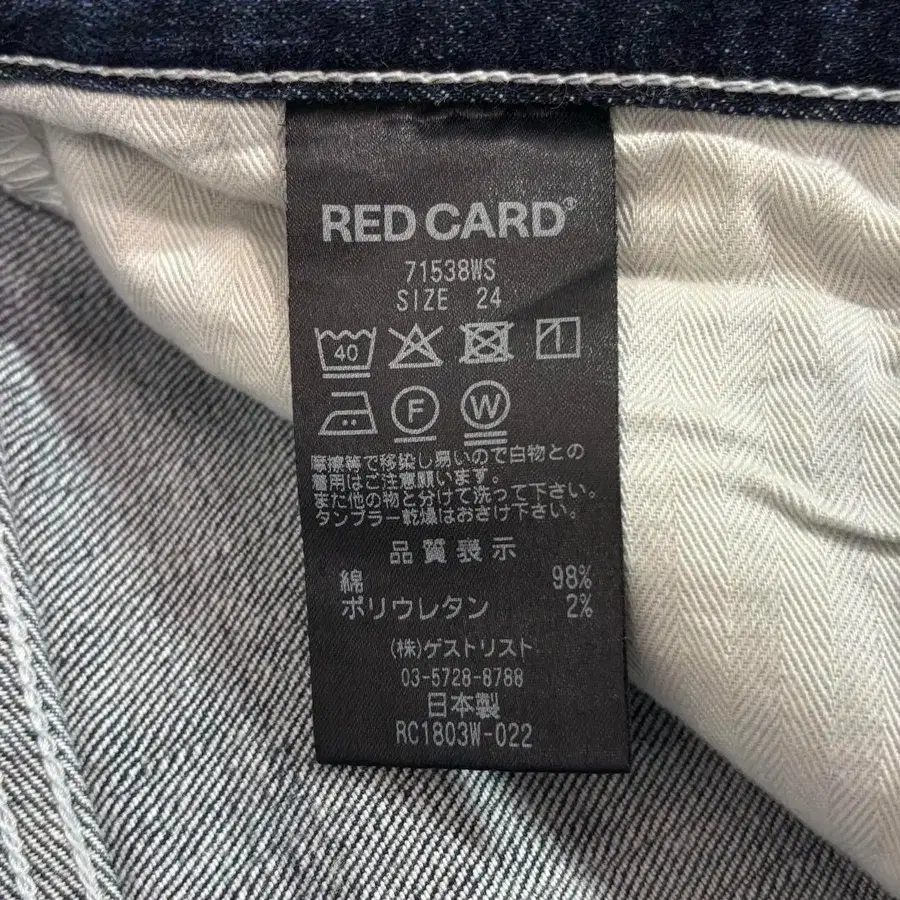 RED CARD®
71538WS
SIZE 24
40
F W
摩擦等で移染し易いので白物との
着用はご注意願います。
また他の物と分けて洗って下さい。
タンブラー乾燥はおさけ下さい。
品質表示
綿 98%
ポリウレタン 2%
(株)ゲストリスト
03-5728-8788
日本製
RC1803W-022